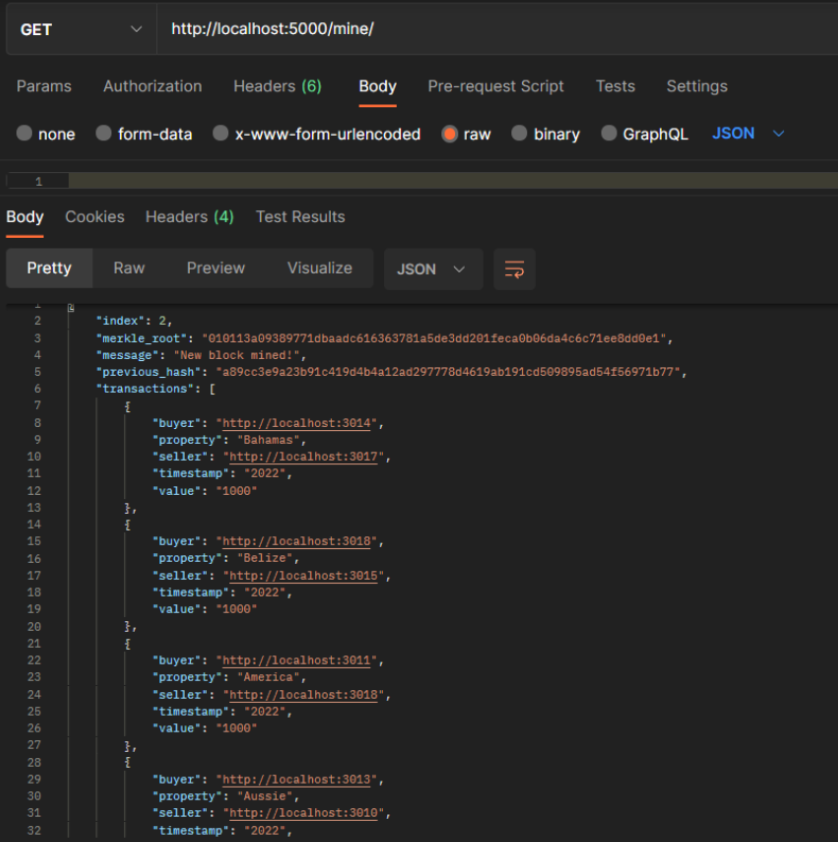 GET http://localhost:5000/mine/
Params Authorization Headers (6) Body Pre-request Script Tests Settings
none form-data x-www-form-urlencoded raw binary GraphQL JSON
1
Body Cookies Headers (4) Test Results
Pretty Raw Preview Visualize JSON
1 {
2 "index": 2,
3 "merkle_root": "010113a09389771dbaadc616363781a5de3dd201feca0b06da4c6c71ee8dd0e1",
4 "message": "New block mined!",
5 "previous_hash": "a89cc3e9a23b91c419d4b4a12ad297778d4619ab191cd509895ad54f56971b77",
6 "transactions": [
7 {
8 "buyer": "http://localhost:3014",
9 "property": "Bahamas",
10 "seller": "http://localhost:3017",
11 "timestamp": "2022",
12 "value": "1000"
13 },
14 {
15 "buyer": "http://localhost:3018",
16 "property": "Belize",
17 "seller": "http://localhost:3015",
18 "timestamp": "2022",
19 "value": "1000"
20 },
21 {
22 "buyer": "http://localhost:3011",
23 "property": "America",
24 "seller": "http://localhost:3018",
25 "timestamp": "2022",
26 "value": "1000"
27 },
28 {
29 "buyer": "http://localhost:3013",
30 "property": "Aussie",
31 "seller": "http://localhost:3010",
32 "timestamp": "2022",